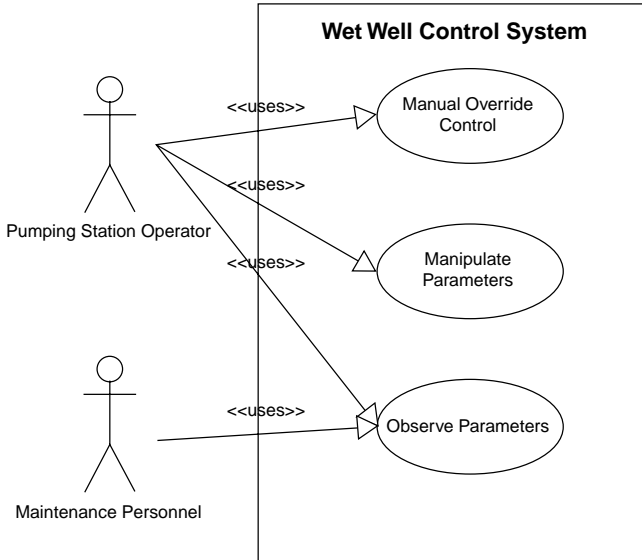 Wet Well Control System
<<uses>>
Manual Override
Control
<<uses>>
Pumping Station Operator
Manipulate
Parameters
<<uses>>
<<uses>>
Observe Parameters
Maintenance Personnel